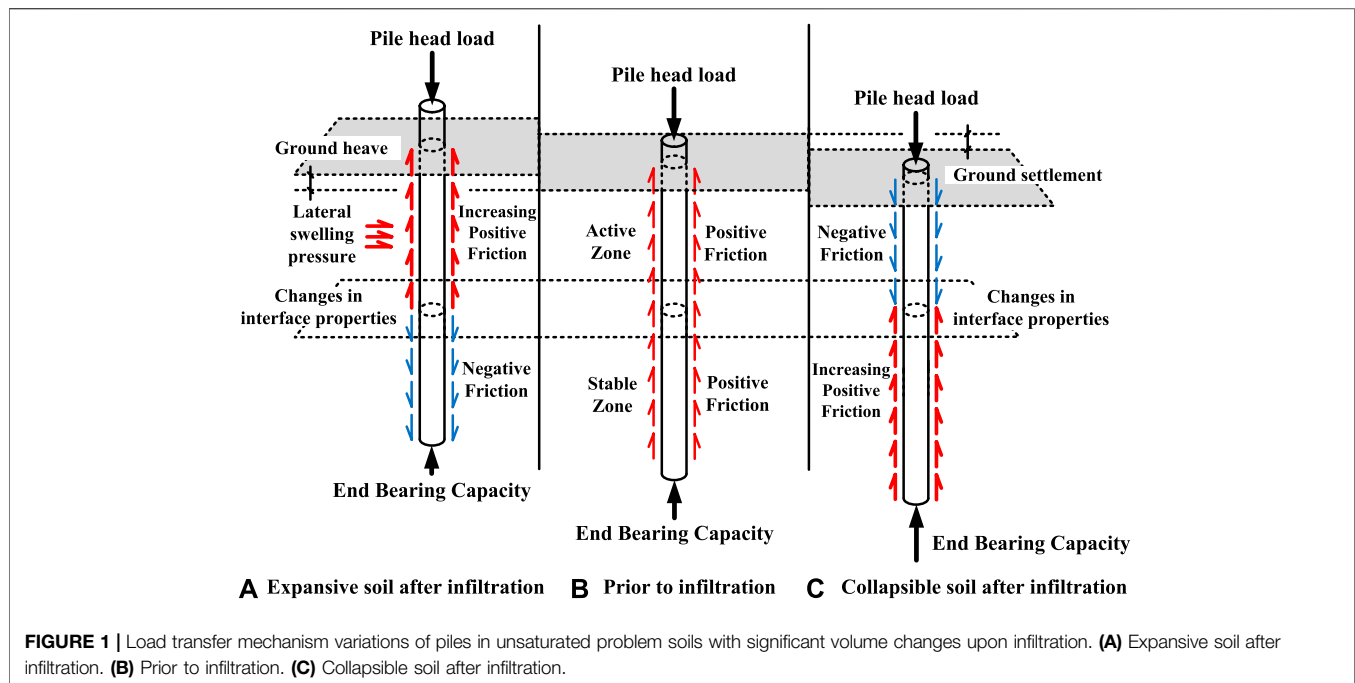 Pile head load
Ground heave
Lateral
swelling
pressure
Increasing
Positive
Friction
Changes in
interface properties
Negative
Friction
End Bearing Capacity
A Expansive soil after infiltration
Pile head load
Active
Zone
Positive
Friction
Stable
Zone
Positive
Friction
End Bearing Capacity
B Prior to infiltration
Pile head load
Ground settlement
Negative
Friction
Changes in
interface properties
Increasing
Positive
Friction
End Bearing Capacity
C Collapsible soil after infiltration
FIGURE 1 | Load transfer mechanism variations of piles in unsaturated problem soils with significant volume changes upon infiltration. (A) Expansive soil after
infiltration. (B) Prior to infiltration. (C) Collapsible soil after infiltration.